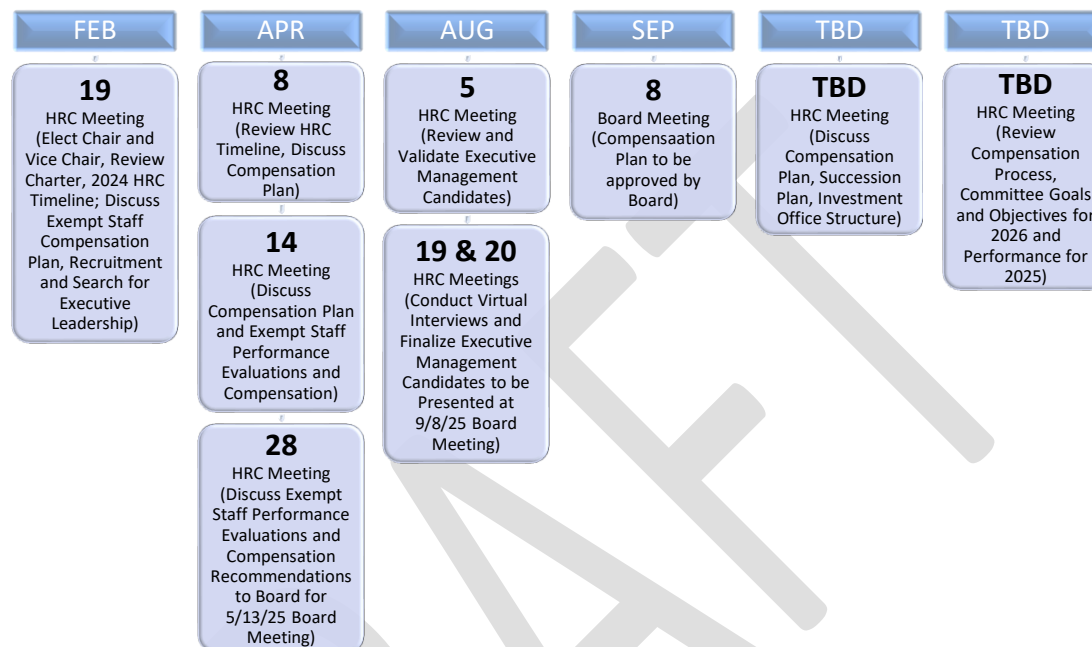 FEB
19
HRC Meeting
(Elect Chair and
Vice Chair, Review
Charter, 2024 HRC
Timeline; Discuss
Exempt Staff
Compensation
Plan, Recruitment
and Search for
Executive
Leadership)
APR
8
HRC Meeting
(Review HRC
Timeline, Discuss
Compensation
Plan)
14
HRC Meeting
(Discuss
Compensation Plan
and Exempt Staff
Performance
Evaluations and
Compensation)
28
HRC Meeting
(Discuss Exempt
Staff Performance
Evaluations and
Compensation
Recommendations
to Board for
5/13/25 Board
Meeting)
AUG
5
HRC Meeting
(Review and
Validate Executive
Management
Candidates)
19 & 20
HRC Meetings
(Conduct Virtual
Interviews and
Finalize Executive
Management
Candidates to be
Presented at
9/8/25 Board
Meeting)
SEP
8
Board Meeting
(Compensaation
Plan to be
approved by
Board)
TBD
TBD
HRC Meeting
(Discuss
Compensation
Plan, Succession
Plan, Investment
Office Structure)
TBD
TBD
HRC Meeting
(Review
Compensation
Process,
Committee Goals
and Objectives for
2026 and
Performance for
2025)
DRAFT